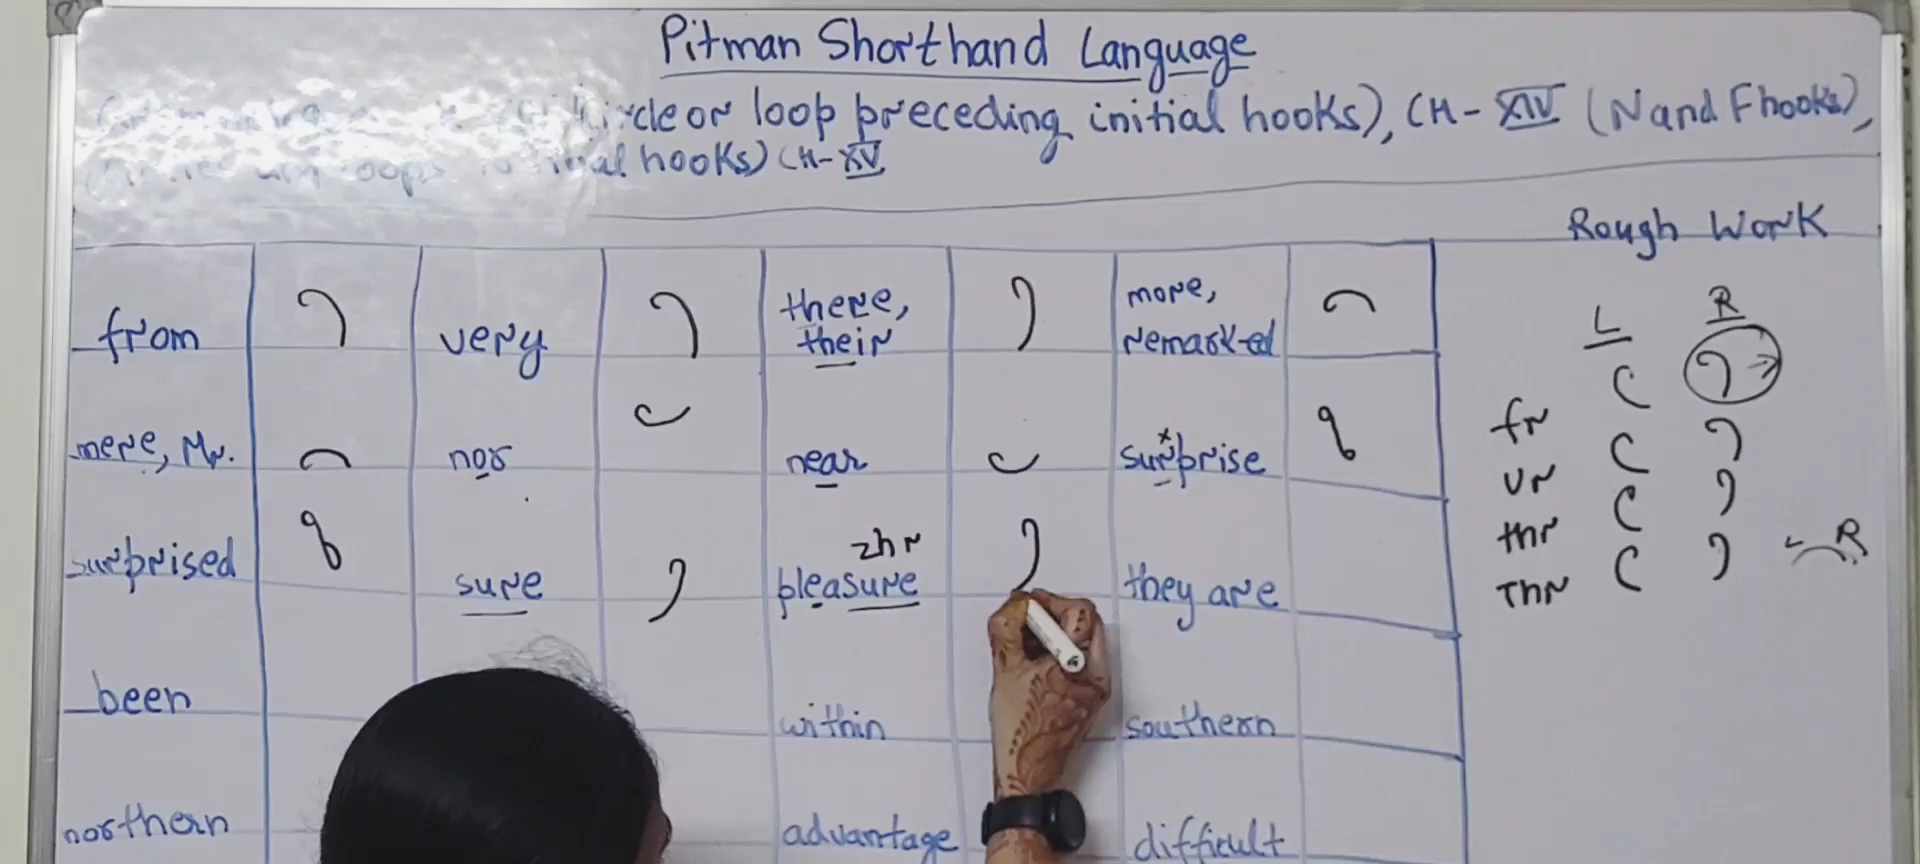 Pitman Shorthand Language
Circle or loop preceding initial hooks), CH-XIV (N and F hooks),
hooks) CH-XV
Rough Work
from
very
there,
their
more,
remarked
L
R
mere, Mr.
nor
near
surprise
x
fr
vr
thr
Thr
L R
surprised
sure
zhr
pleasure
they are
been
within
southern
northern
advantage
difficult